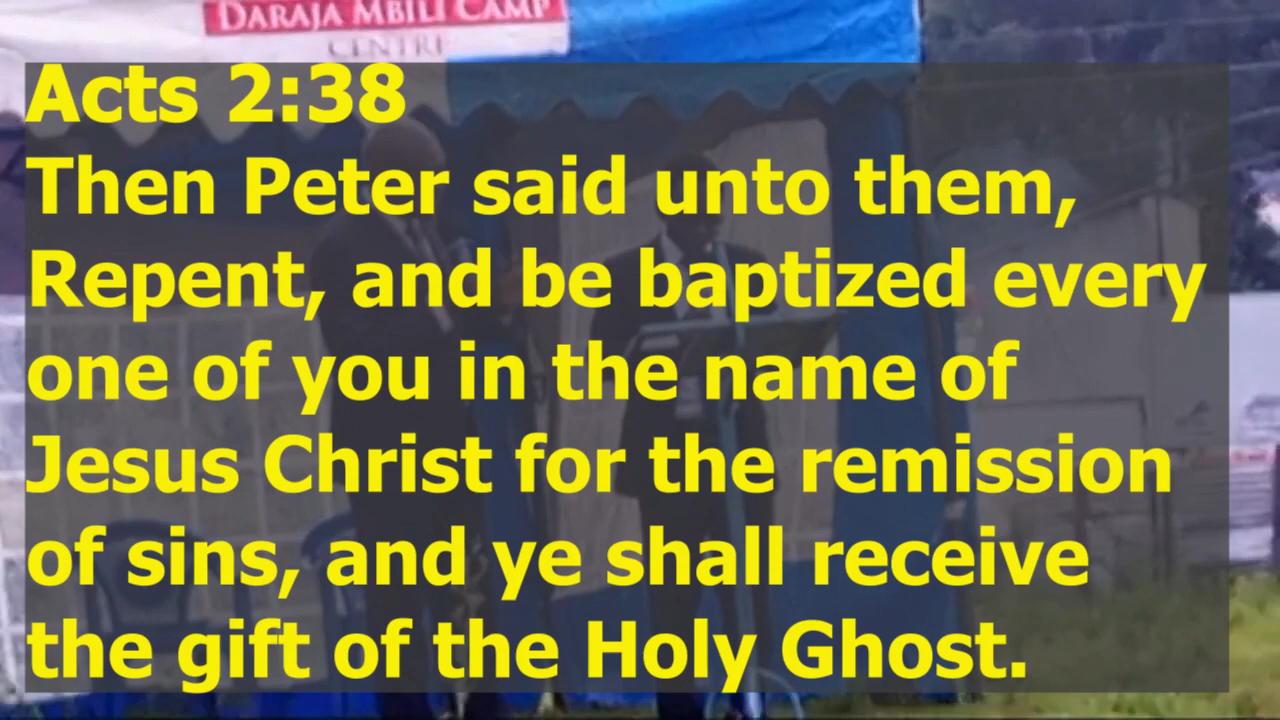 DARAJA MBILI CAMP
CENTRE
Acts 2:38
Then Peter said unto them,
Repent, and be baptized every
one of you in the name of
Jesus Christ for the remission
of sins, and ye shall receive
the gift of the Holy Ghost.